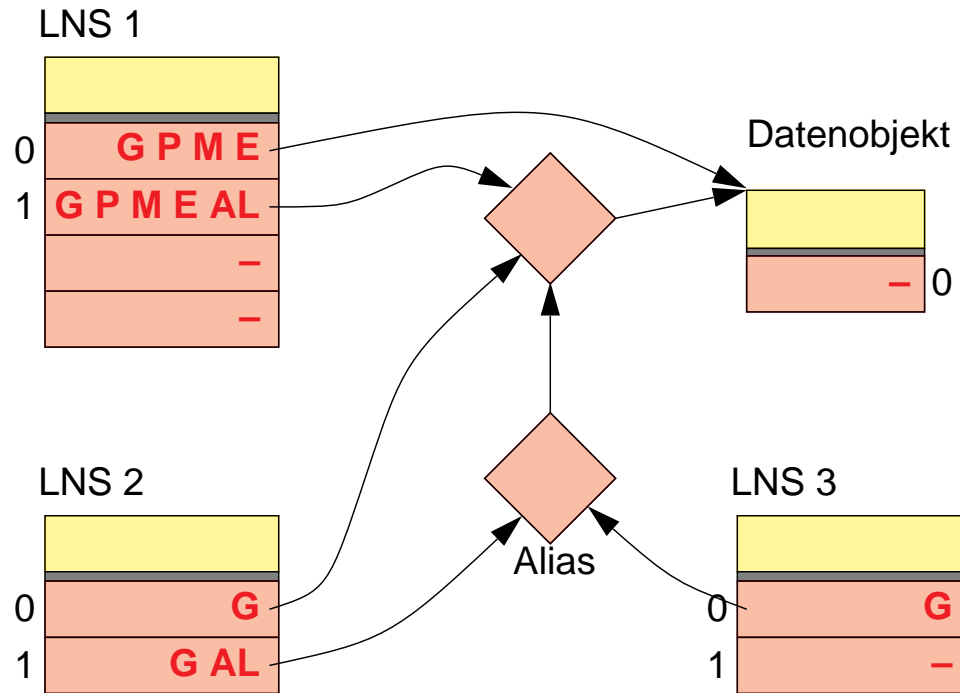 LNS 1
0 G P M E
1 G P M E AL
–
–
Datenobjekt
– 0
LNS 2
0 G
1 G AL
Alias
LNS 3
0 G
1 –